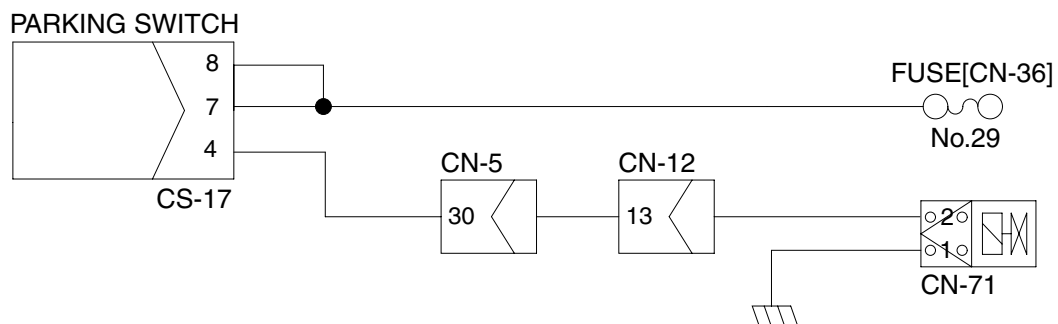 PARKING SWITCH
8
7
4
CS-17
FUSE[CN-36]
No.29
CN-5
30
CN-12
13
2
1
CN-71